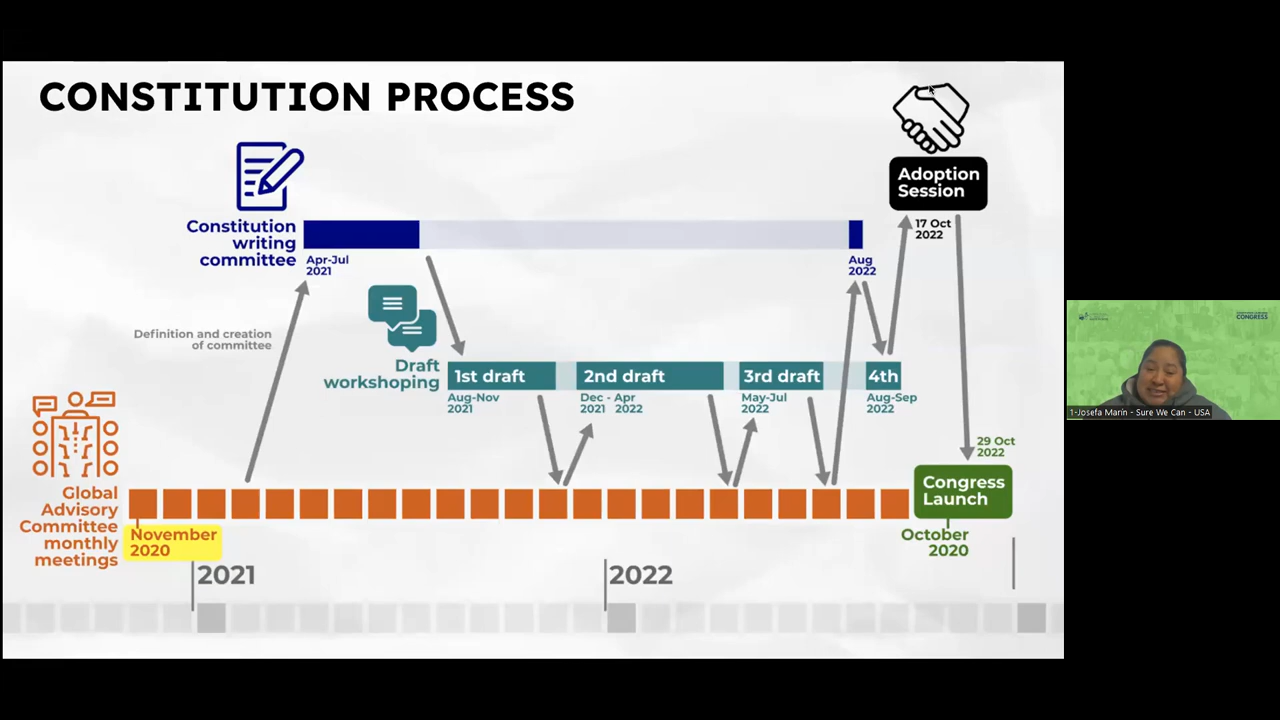 CONSTITUTION PROCESS
Adoption
Session
17 Oct
2022
Constitution
writing
committee
Apr-Jul
2021
Aug
2022
Definition and creation
of committee
Draft
workshoping
1st draft
Aug-Nov
2021
2nd draft
Dec - Apr
2021 2022
3rd draft
May-Jul
2022
4th
Aug-Sep
2022
Global
Advisory
Committee
monthly
meetings
November
2020
29 Oct
2022
Congress
Launch
October
2020
2021
2022
CONGRESS
1-Josefa Marín - Sure We Can - USA